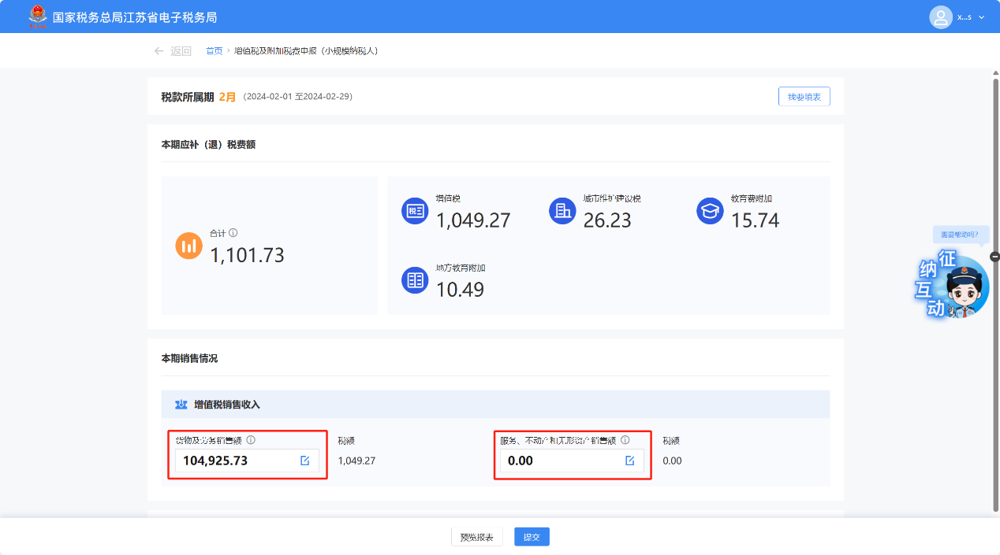 国家税务总局江苏省电子税务局
x...s
返回 首页 > 增值税及附加税费申报（小规模纳税人）
税款所属期 2月 （2024-02-01 至2024-02-29） 我要填表
本期应补（退）税费额
合计
1,101.73
增值税
1,049.27
城市维护建设税
26.23
教育费附加
15.74
地方教育附加
10.49
需要帮助吗？
征纳互动
本期销售情况
增值税销售收入
货物及劳务销售额
104,925.73
税额
1,049.27
服务、不动产和无形资产销售额
0.00
税额
0.00
预览报表 提交